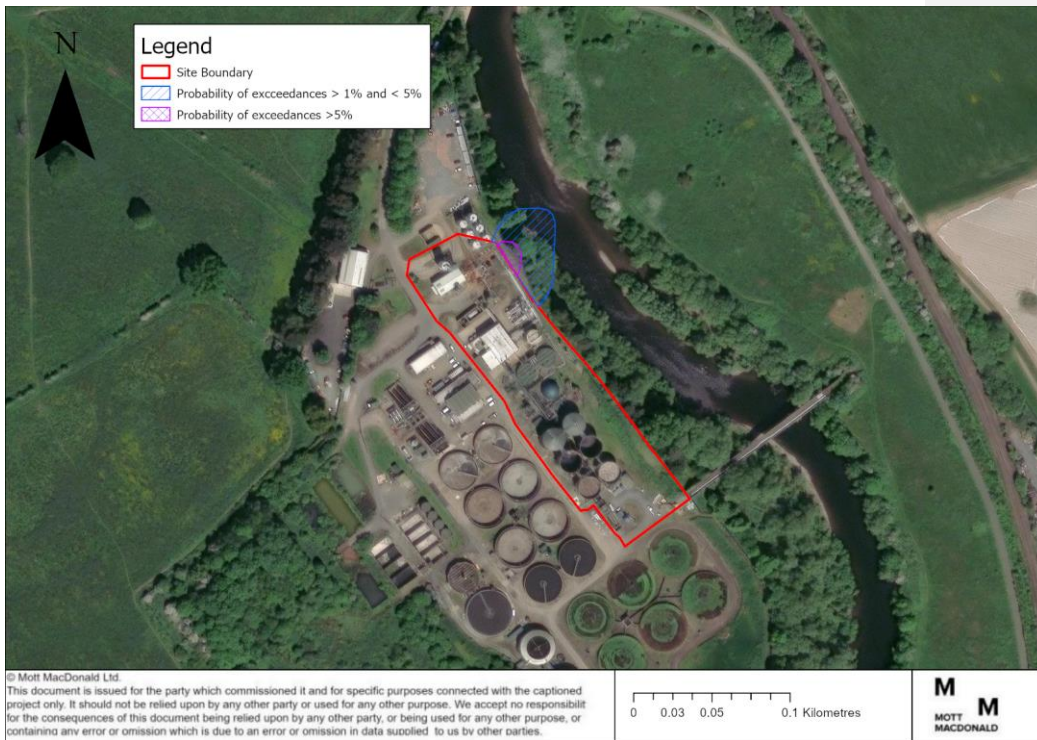 Legend
N
Site Boundary
Probability of excceedances > 1% and < 5%
Probability of exceedances >5%
© Mott MacDonald Ltd.
This document is issued for the party which commissioned it and for specific purposes connected with the captioned
project only. It should not be relied upon by any other party or used for any other purpose. We accept no responsibilit
for the consequences of this document being relied upon by any other party, or being used for any other purpose, or
containing any error or omission which is due to an error or omission in data supplied to us by other parties.
0 0.03 0.05 0.1 Kilometres
M
M
MOTT
MACDONALD